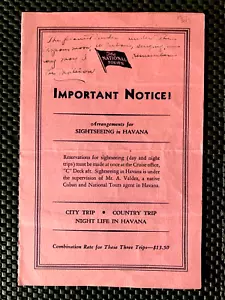 THE
NATIONAL
TOURS
IMPORTANT NOTICE!
Arrangements for
SIGHTSEEING in HAVANA
Reservations for sightseeing (day and night
trips) must be made at once at the Cruise office,
"C" Deck aft. Sightseeing in Havana is under
the supervision of Mr. A. Valdes, a native
Cuban and National Tours agent in Havana.
CITY TRIP • COUNTRY TRIP
NIGHT LIFE IN HAVANA
Combination Rate for These Three Trips—$13.50